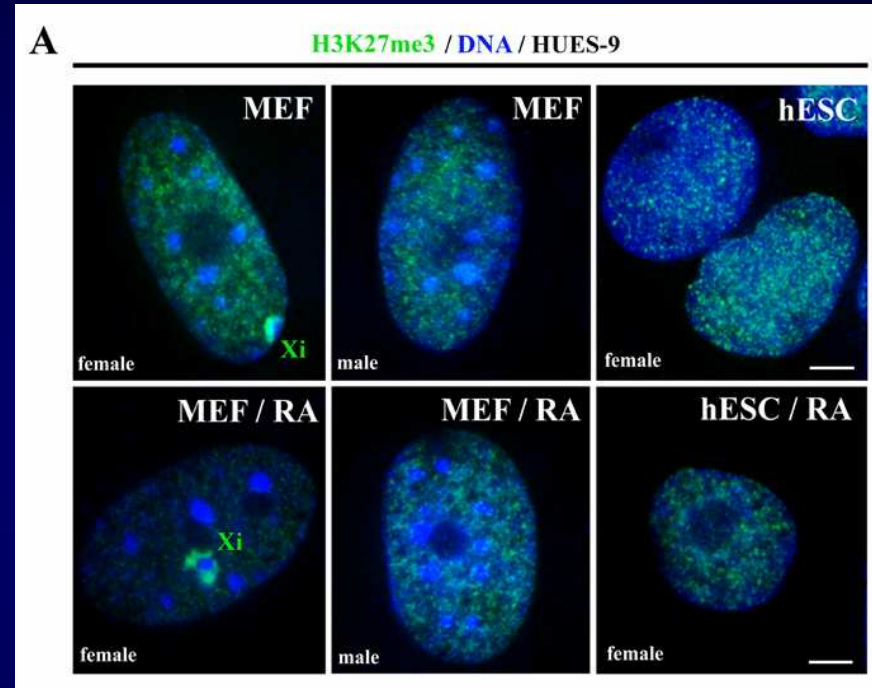 A
H3K27me3 / DNA / HUES-9
MEF
MEF
hESC
Xi
female
male
female
MEF / RA
MEF / RA
hESC / RA
Xi
female
male
female